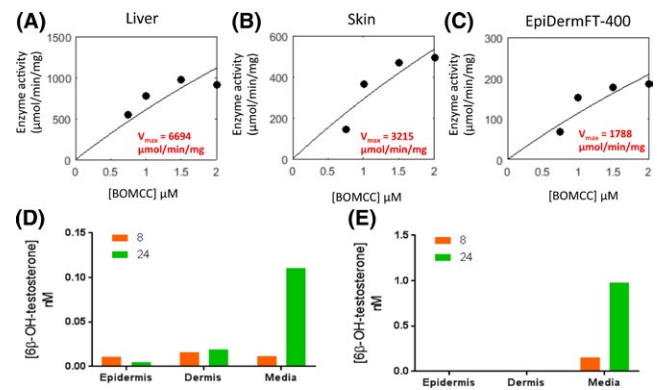 (A) Liver
Enzyme activity
(μmol/min/mg)
1500
1000
500
0
Vmax = 6694
μmol/min/mg
0 0.5 1 1.5 2
[BOMCC] μM
(B) Skin
Enzyme activity
(μmol/min/mg)
600
400
200
0
Vmax = 3215
μmol/min/mg
0 0.5 1 1.5 2
[BOMCC] μM
(C) EpiDermFT-400
Enzyme activity
(μmol/min/mg)
300
200
100
0
Vmax = 1788
μmol/min/mg
0 0.5 1 1.5 2
[BOMCC] μM
(D)
[6β-OH-testosterone]
nM
0.15
0.10
0.05
0.00
8
24
Epidermis Dermis Media
(E)
[6β-OH-testosterone]
nM
1.5
1.0
0.5
0.0
8
24
Epidermis Dermis Media